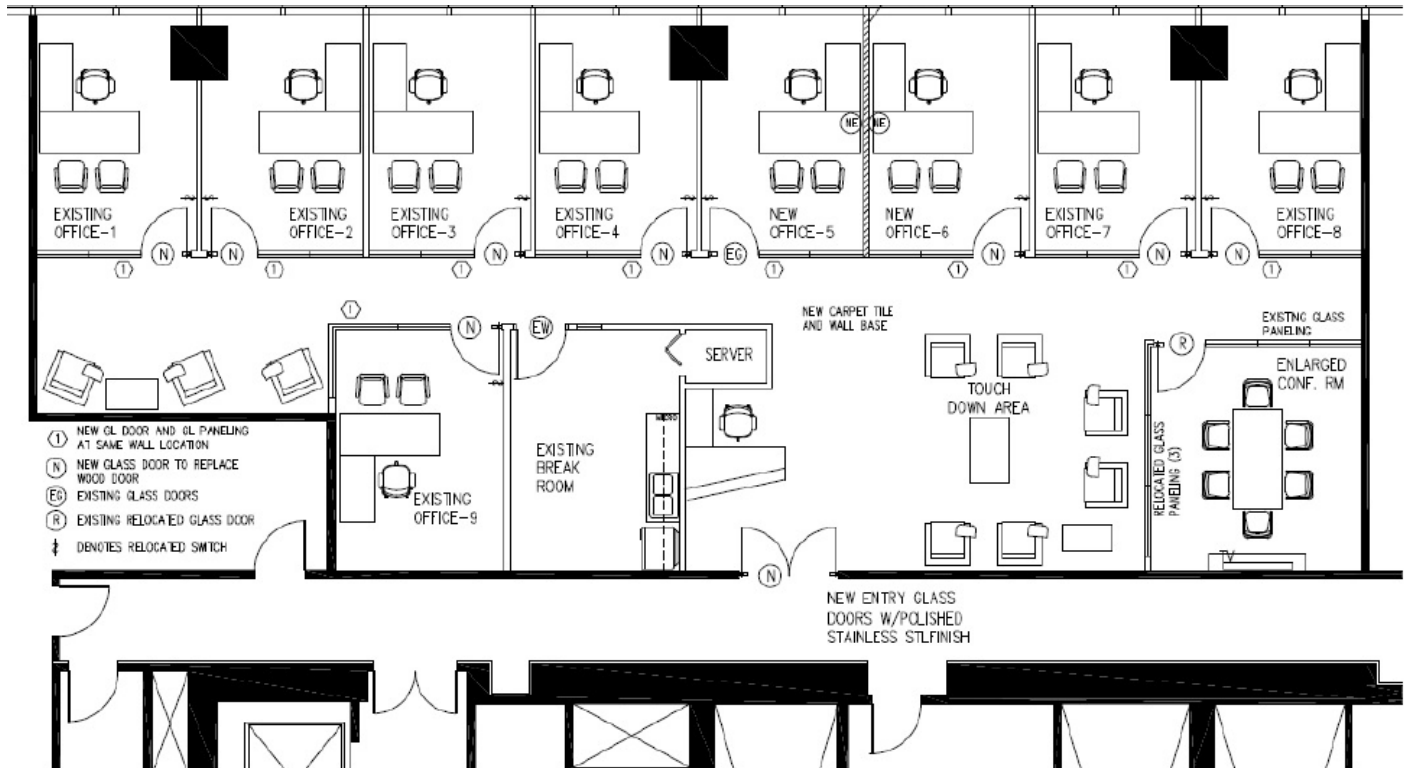 NE
NE
EXISTING
OFFICE-1
EXISTING
OFFICE-2
EXISTING
OFFICE-3
EXISTING
OFFICE-4
NEW
OFFICE-5
NEW
OFFICE-6
EXISTING
OFFICE-7
EXISTING
OFFICE-8
N
N
N
N
EG
N
N
N
1
1
1
1
1
1
1
1
1
N
EW
SERVER
NEW CARPET TILE
AND WALL BASE
EXISTNG GLASS
PANELING
R
ENLARGED
CONF. RM
TOUCH
DOWN AREA
RELOCATED GLASS
PANELING (3)
TV
MICRO
EXISTING
BREAK
ROOM
EXISTING
OFFICE-9
1 NEW GL DOOR AND GL PANELING
AT SAME WALL LOCATION
N NEW GLASS DOOR TO REPLACE
WOOD DOOR
EG EXISTING GLASS DOORS
R EXISTING RELOCATED GLASS DOOR
DENOTES RELOCATED SWITCH
N
NEW ENTRY GLASS
DOORS W/POLISHED
STAINLESS STLFINISH